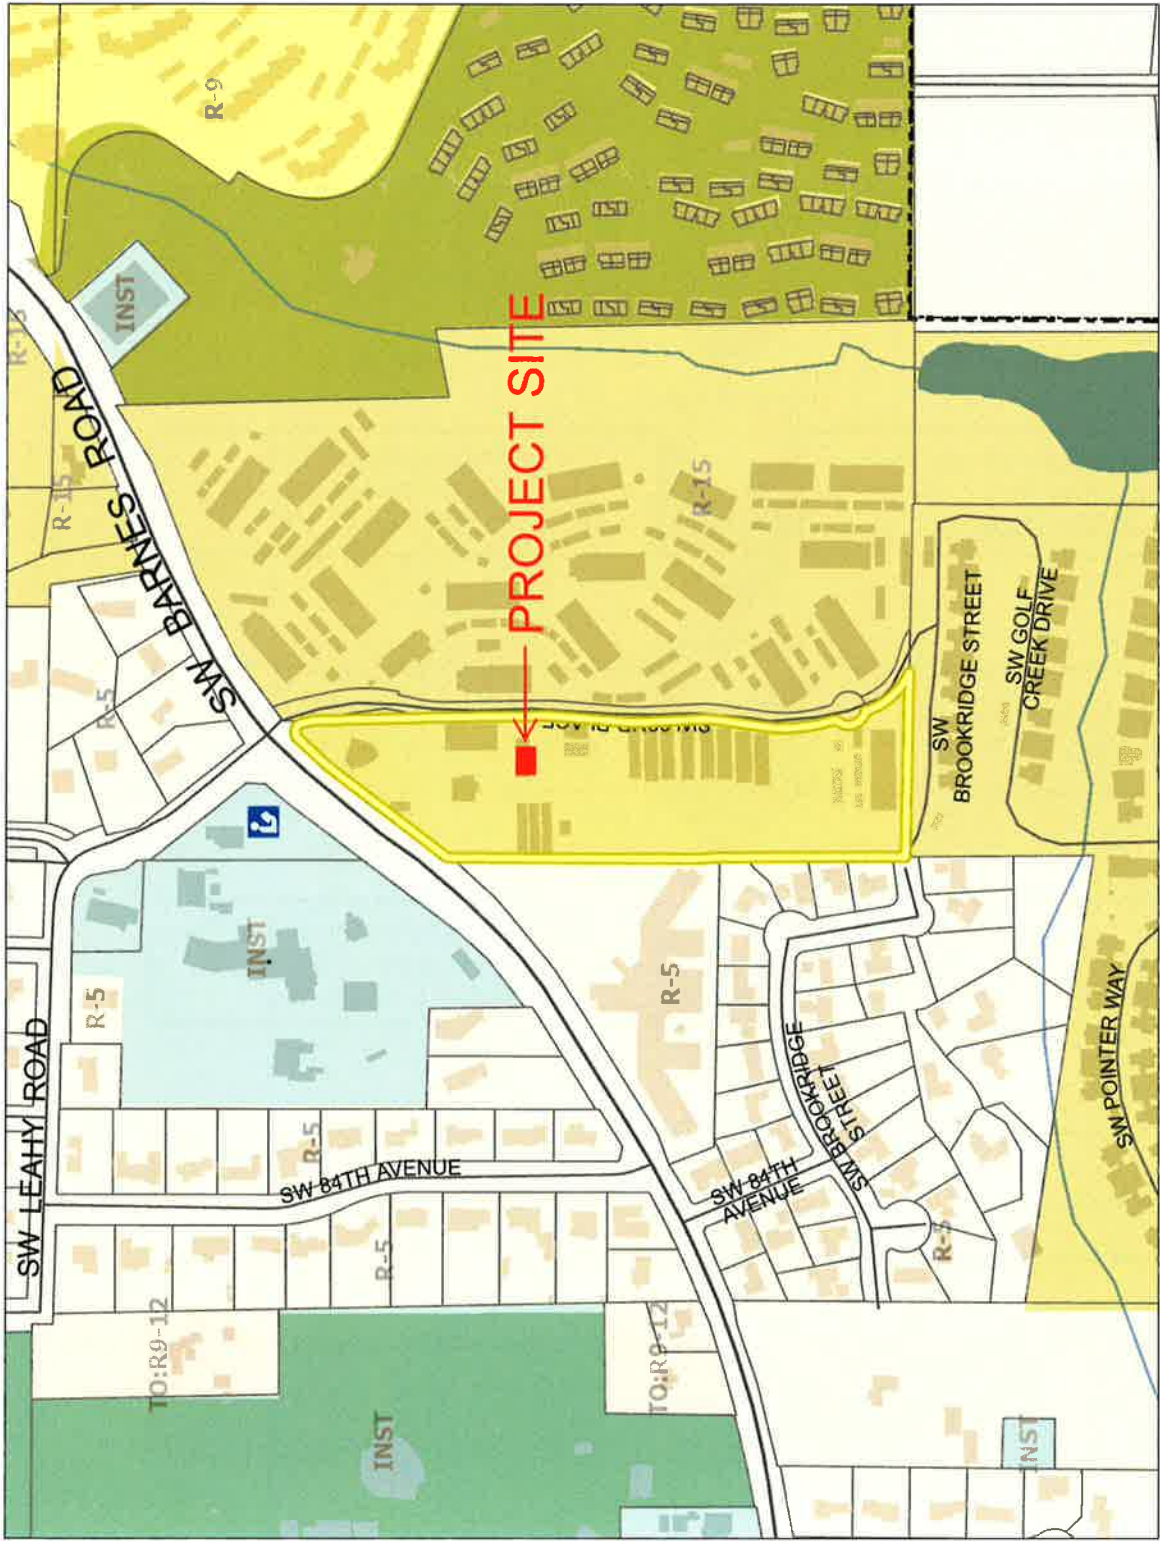 R-9
INST
R-15
SW BARNES ROAD
R-15
PROJECT SITE
R-15
R-5
SW
BROOKRIDGE STREET
SW GOLF
CREEK DRIVE
INST
R-5
R-5
SW LEAHY ROAD
R-5
SW 84TH AVENUE
SW 84TH
AVENUE
SW BROOKRIDGE
STREET
SW POINTER WAY
R-5
R-5
TO:R9-12
TO:R9-12
INST
INST